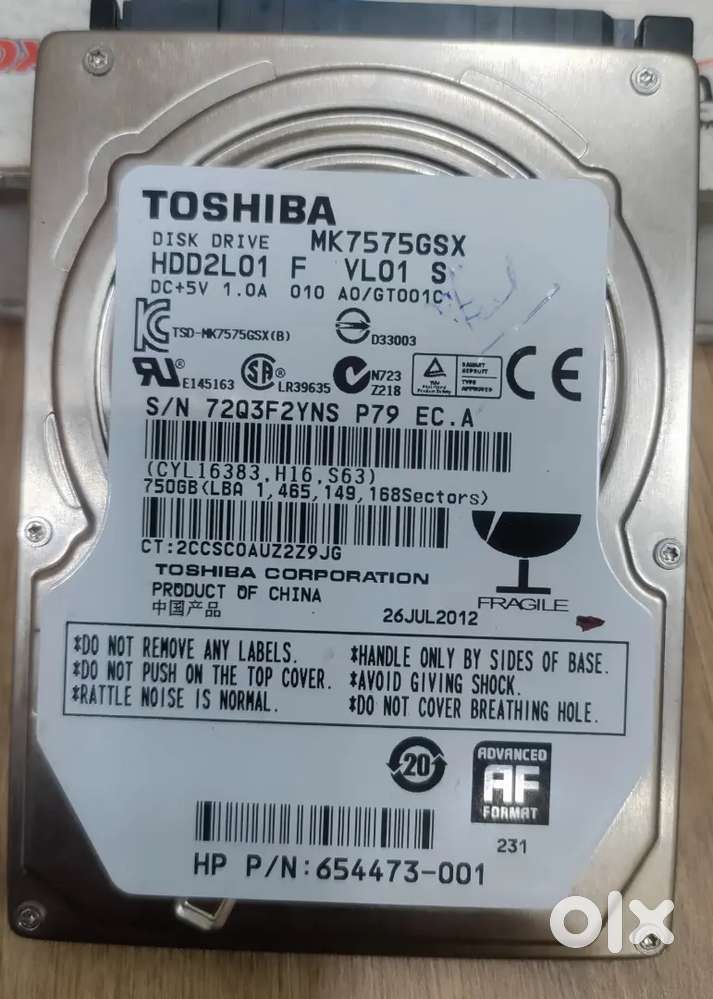 TOSHIBA
DISK DRIVE MK7575GSX
HDD2L01 F VL01 S
DC+5V 1.0A 010 A0/GT001C
TSD-MK7575GSX(B) D33003
E145163 LR39635 N723
Z218
CE
S/N 72Q3F2YNS P79 EC.A
(CYL16383,H16,S63)
750GB(LBA 1,465,149,168Sectors)
CT:2CCSC0AUZ2Z9JG
TOSHIBA CORPORATION
PRODUCT OF CHINA
中国产品
26JUL2012
FRAGILE
*DO NOT REMOVE ANY LABELS.
*DO NOT PUSH ON THE TOP COVER.
*RATTLE NOISE IS NORMAL.
*HANDLE ONLY BY SIDES OF BASE.
*AVOID GIVING SHOCK.
*DO NOT COVER BREATHING HOLE.
20
ADVANCED
AF
FORMAT
231
HP P/N:654473-001
olx